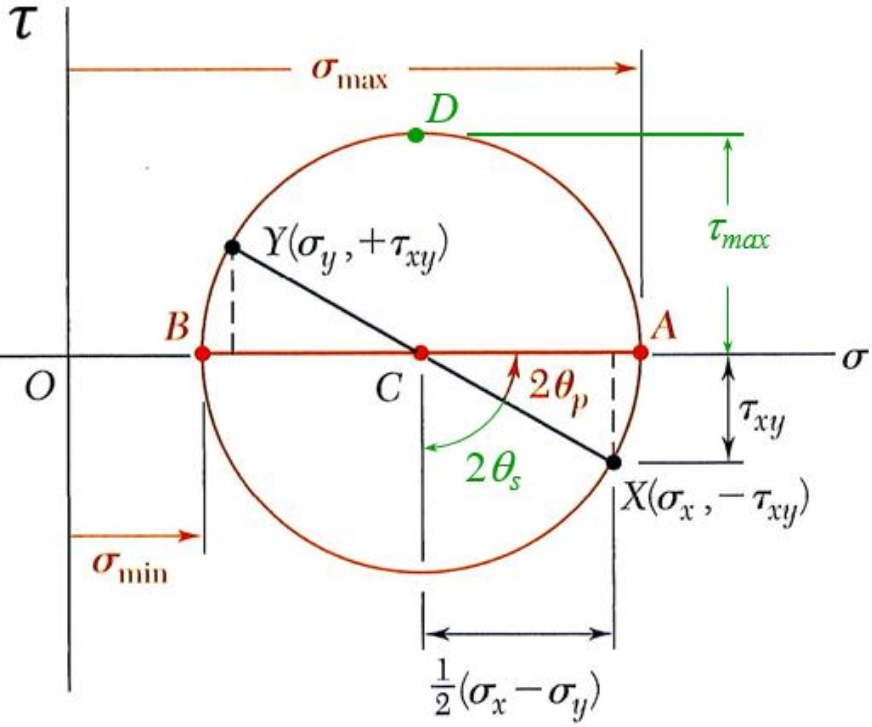 τ
σmax
D
τmax
Y(σy, +τxy)
B
A
O
C
σ
2θp
τxy
2θs
X(σx, −τxy)
σmin
½(σx − σy)